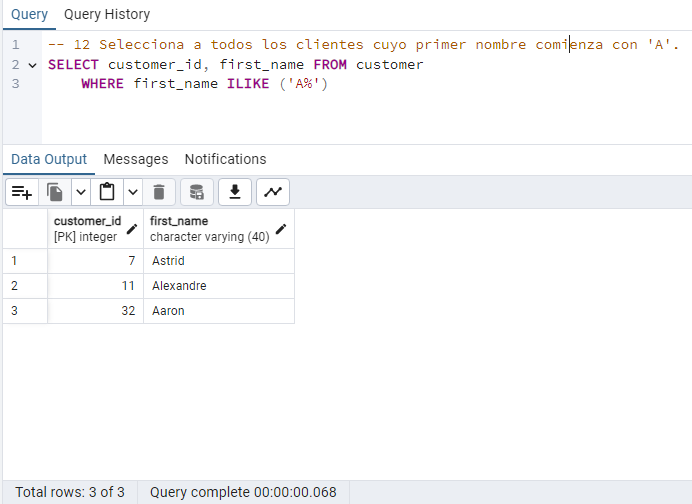 Query Query History
1 -- 12 Selecciona a todos los clientes cuyo primer nombre comienza con 'A'.
2 SELECT customer_id, first_name FROM customer
3 WHERE first_name ILIKE ('A%')
Data Output Messages Notifications
customer_id first_name
[PK] integer character varying (40)
1 7 Astrid
2 11 Alexandre
3 32 Aaron
Total rows: 3 of 3 Query complete 00:00:00.068